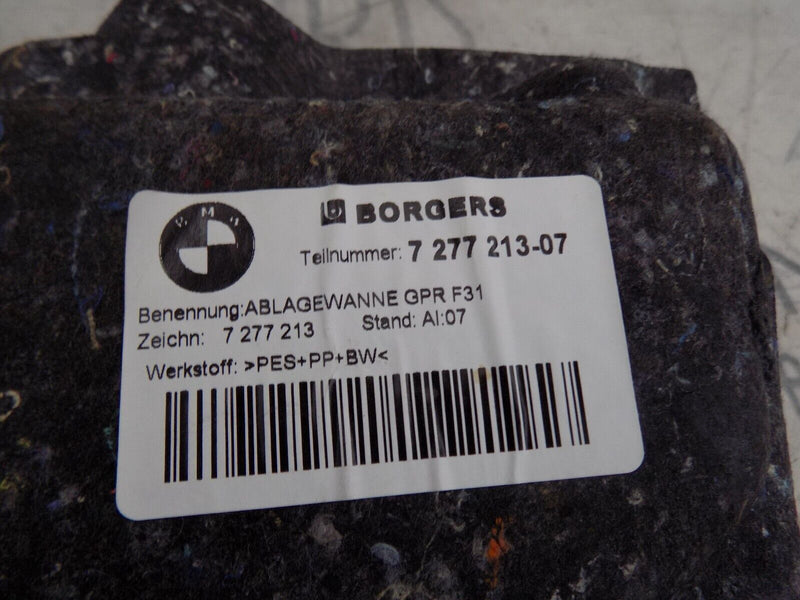 BMW
BORGERS
Teilnummer: 7 277 213-07
Benennung:ABLAGEWANNE GPR F31
Zeichn: 7 277 213 Stand: AI:07
Werkstoff: >PES+PP+BW<